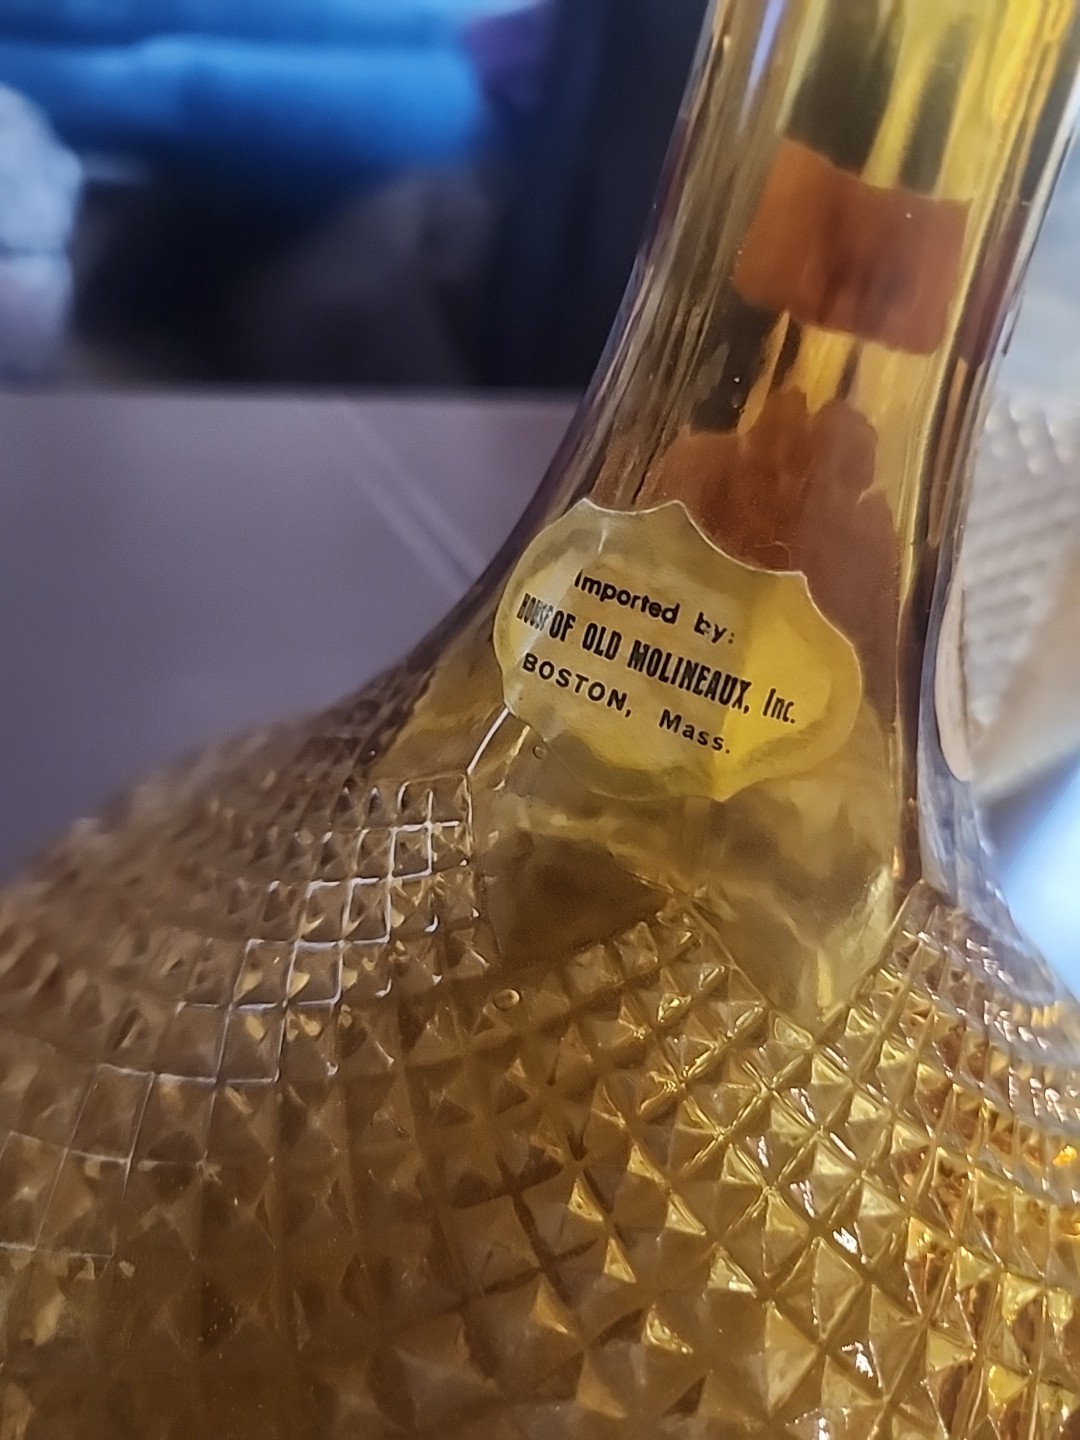 Imported by:
HOUSE OF OLD MOLINEAUX, Inc.
BOSTON, Mass.